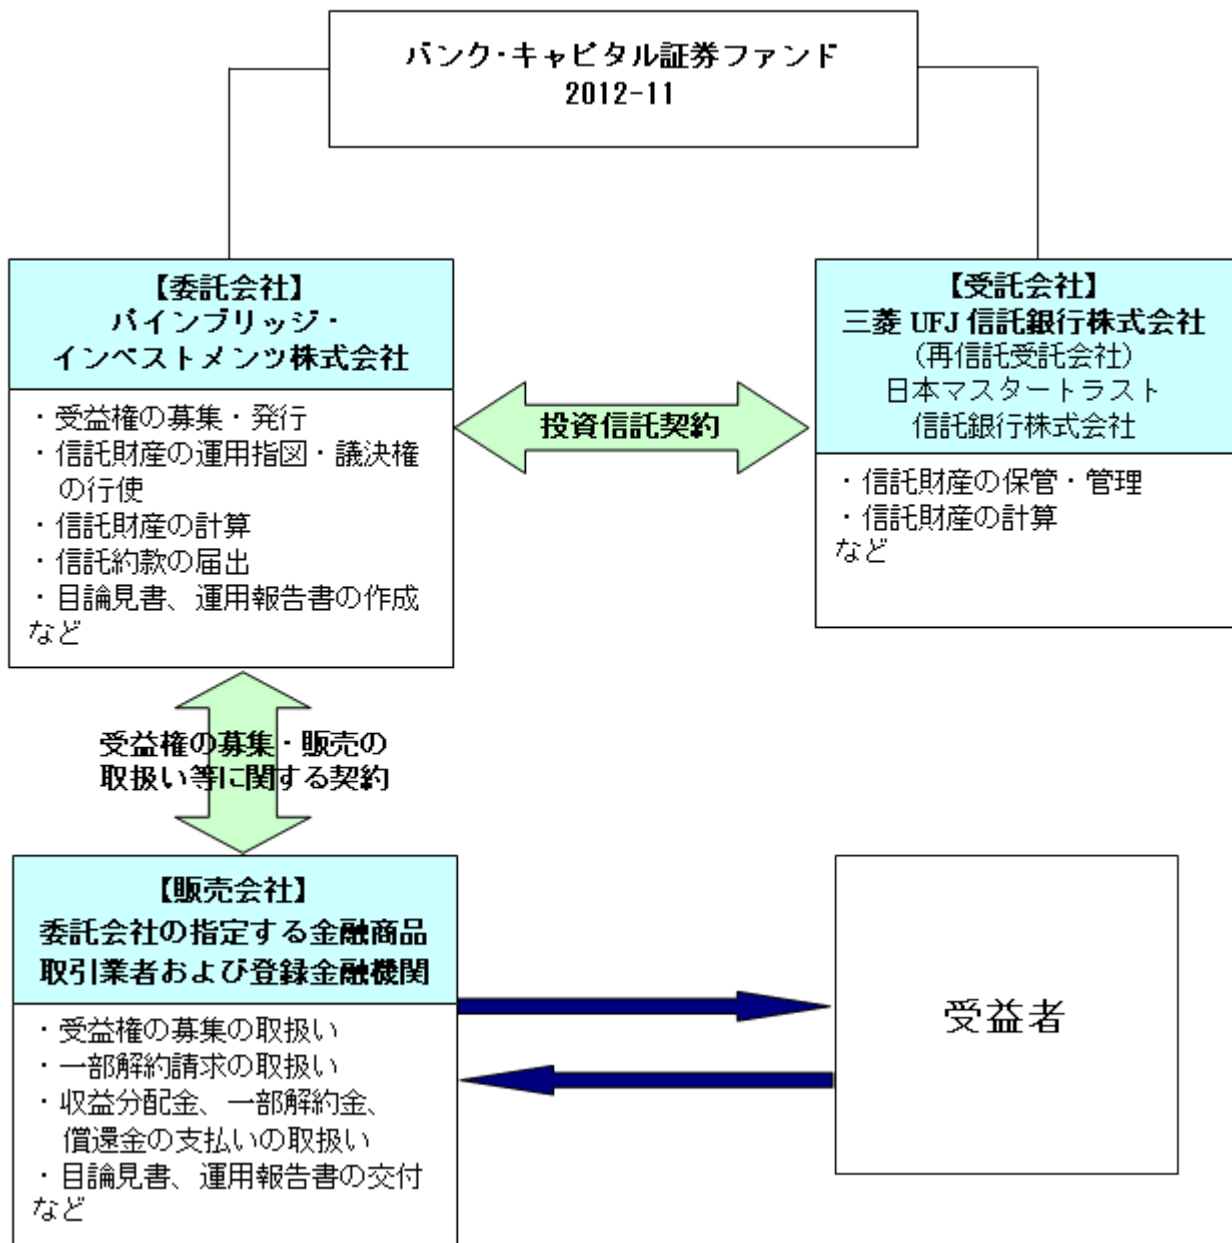 バンク・キャピタル証券ファンド
2012-11
【委託会社】
パインブリッジ・
インベストメンツ株式会社
・受益権の募集・発行
・信託財産の運用指図・議決権
の行使
・信託財産の計算
・信託約款の届出
・目論見書、運用報告書の作成
など
投資信託契約
【受託会社】
三菱 UFJ 信託銀行株式会社
（再信託受託会社）
日本マスタートラスト
信託銀行株式会社
・信託財産の保管・管理
・信託財産の計算
など
受益権の募集・販売の
取扱い等に関する契約
【販売会社】
委託会社の指定する金融商品
取引業者および登録金融機関
・受益権の募集の取扱い
・一部解約請求の取扱い
・収益分配金、一部解約金、
償還金の支払いの取扱い
・目論見書、運用報告書の交付
など
受益者